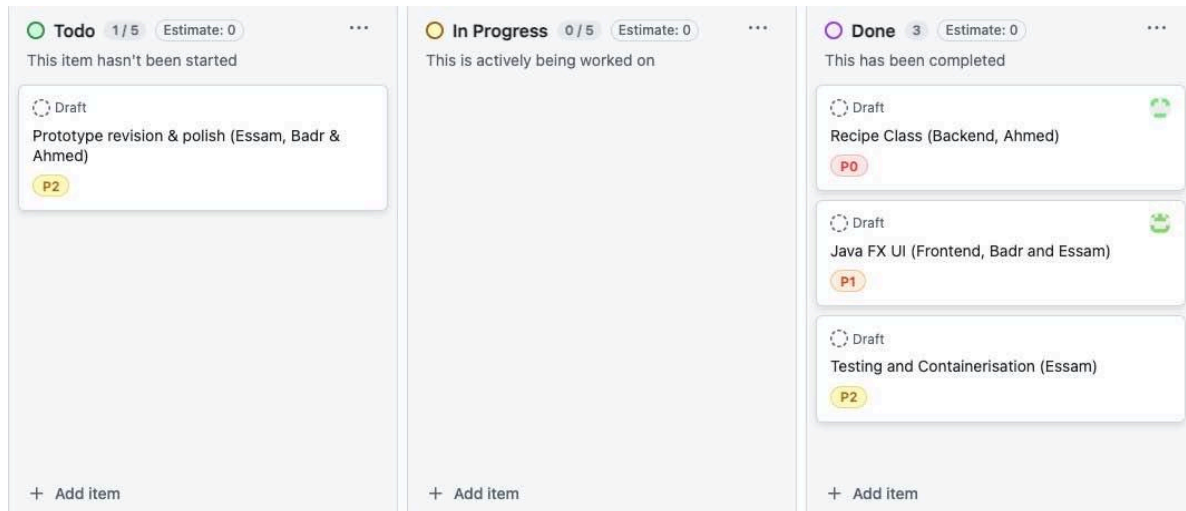 Todo 1 / 5 Estimate: 0
This item hasn't been started
Draft
Prototype revision & polish (Essam, Badr &
Ahmed)
P2
+ Add item
In Progress 0 / 5 Estimate: 0
This is actively being worked on
+ Add item
Done 3 Estimate: 0
This has been completed
Draft
Recipe Class (Backend, Ahmed)
P0
Draft
Java FX UI (Frontend, Badr and Essam)
P1
Draft
Testing and Containerisation (Essam)
P2
+ Add item